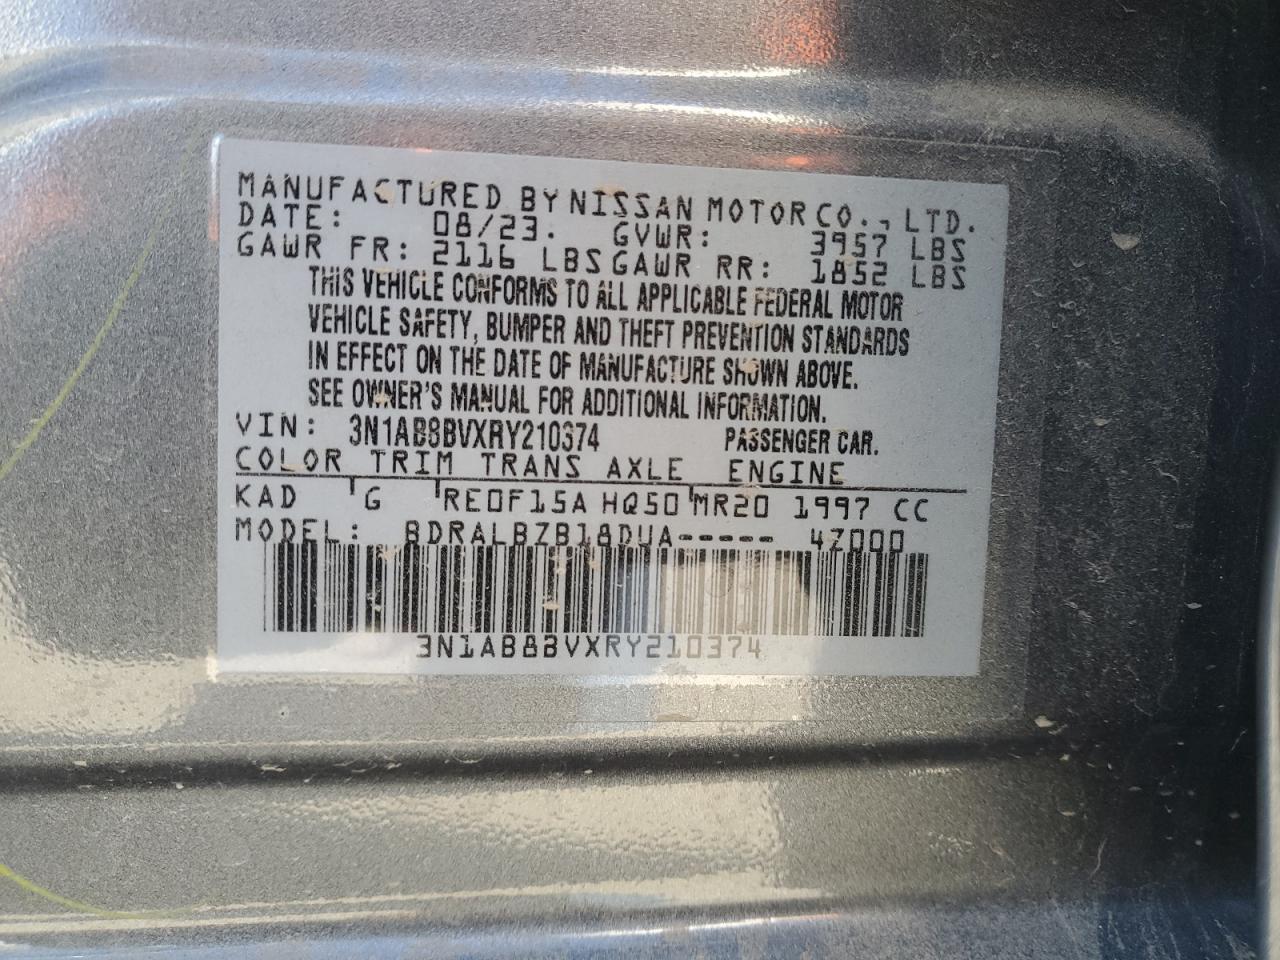 MANUFACTURED BY NISSAN MOTOR CO., LTD.
DATE: 08/23. GVWR: 3957 LBS
GAWR FR: 2116 LBS GAWR RR: 1852 LBS
THIS VEHICLE CONFORMS TO ALL APPLICABLE FEDERAL MOTOR
VEHICLE SAFETY, BUMPER AND THEFT PREVENTION STANDARDS
IN EFFECT ON THE DATE OF MANUFACTURE SHOWN ABOVE.
SEE OWNER'S MANUAL FOR ADDITIONAL INFORMATION.
VIN: 3N1AB8BVXRY210374 PASSENGER CAR.
COLOR TRIM TRANS AXLE ENGINE
KAD G RE0F15A HQ50 MR20 1997 CC
MODEL: BDRALBZB18DUA----- 4Z000
3N1AB8BVXRY210374